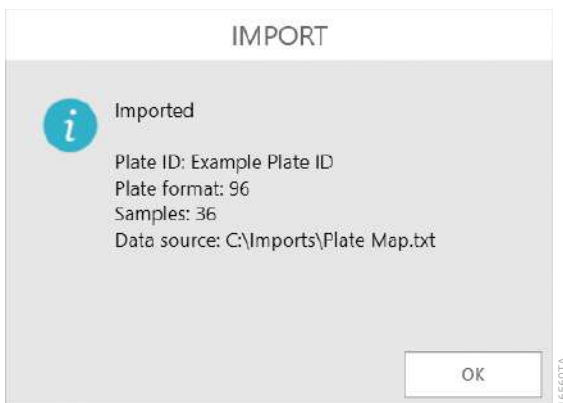 IMPORT
i
Imported
Plate ID: Example Plate ID
Plate format: 96
Samples: 36
Data source: C:\Imports\Plate Map.txt
OK